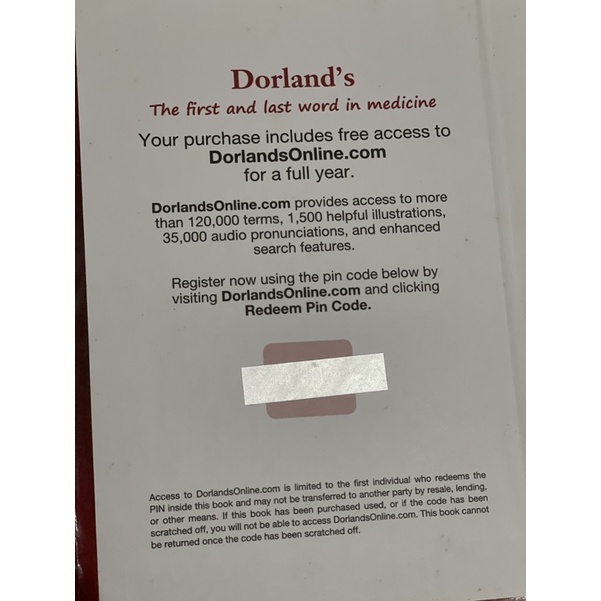 Dorland's
The first and last word in medicine
Your purchase includes free access to
DorlandsOnline.com
for a full year.
DorlandsOnline.com provides access to more
than 120,000 terms, 1,500 helpful illustrations,
35,000 audio pronunciations, and enhanced
search features.
Register now using the pin code below by
visiting DorlandsOnline.com and clicking
Redeem Pin Code.
Access to DorlandsOnline.com is limited to the first individual who redeems the
PIN inside this book and may not be transferred to another party by resale, lending,
or other means. If this book has been purchased used, or if the code has been
scratched off, you will not be able to access DorlandsOnline.com. This book cannot
be returned once the code has been scratched off.